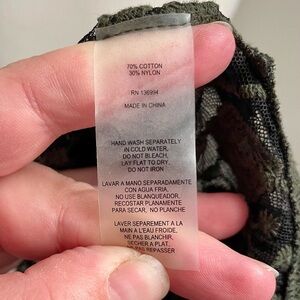 70% COTTON
30% NYLON
RN 136994
MADE IN CHINA
HAND WASH SEPARATELY
IN COLD WATER,
DO NOT BLEACH,
LAY FLAT TO DRY,
DO NOT IRON
LAVAR A MANO SEPARADAMENTE
CON AGUA FRIA,
NO USE BLANQUEADOR,
RECOSTAR PLANAMENTE
PARA SECAR, NO PLANCHE
LAVER SEPAREMENT A LA
MAIN A L'EAU FROIDE,
NE PAS BLANCHIR,
SECHER A PLAT,
PAS REPASSER